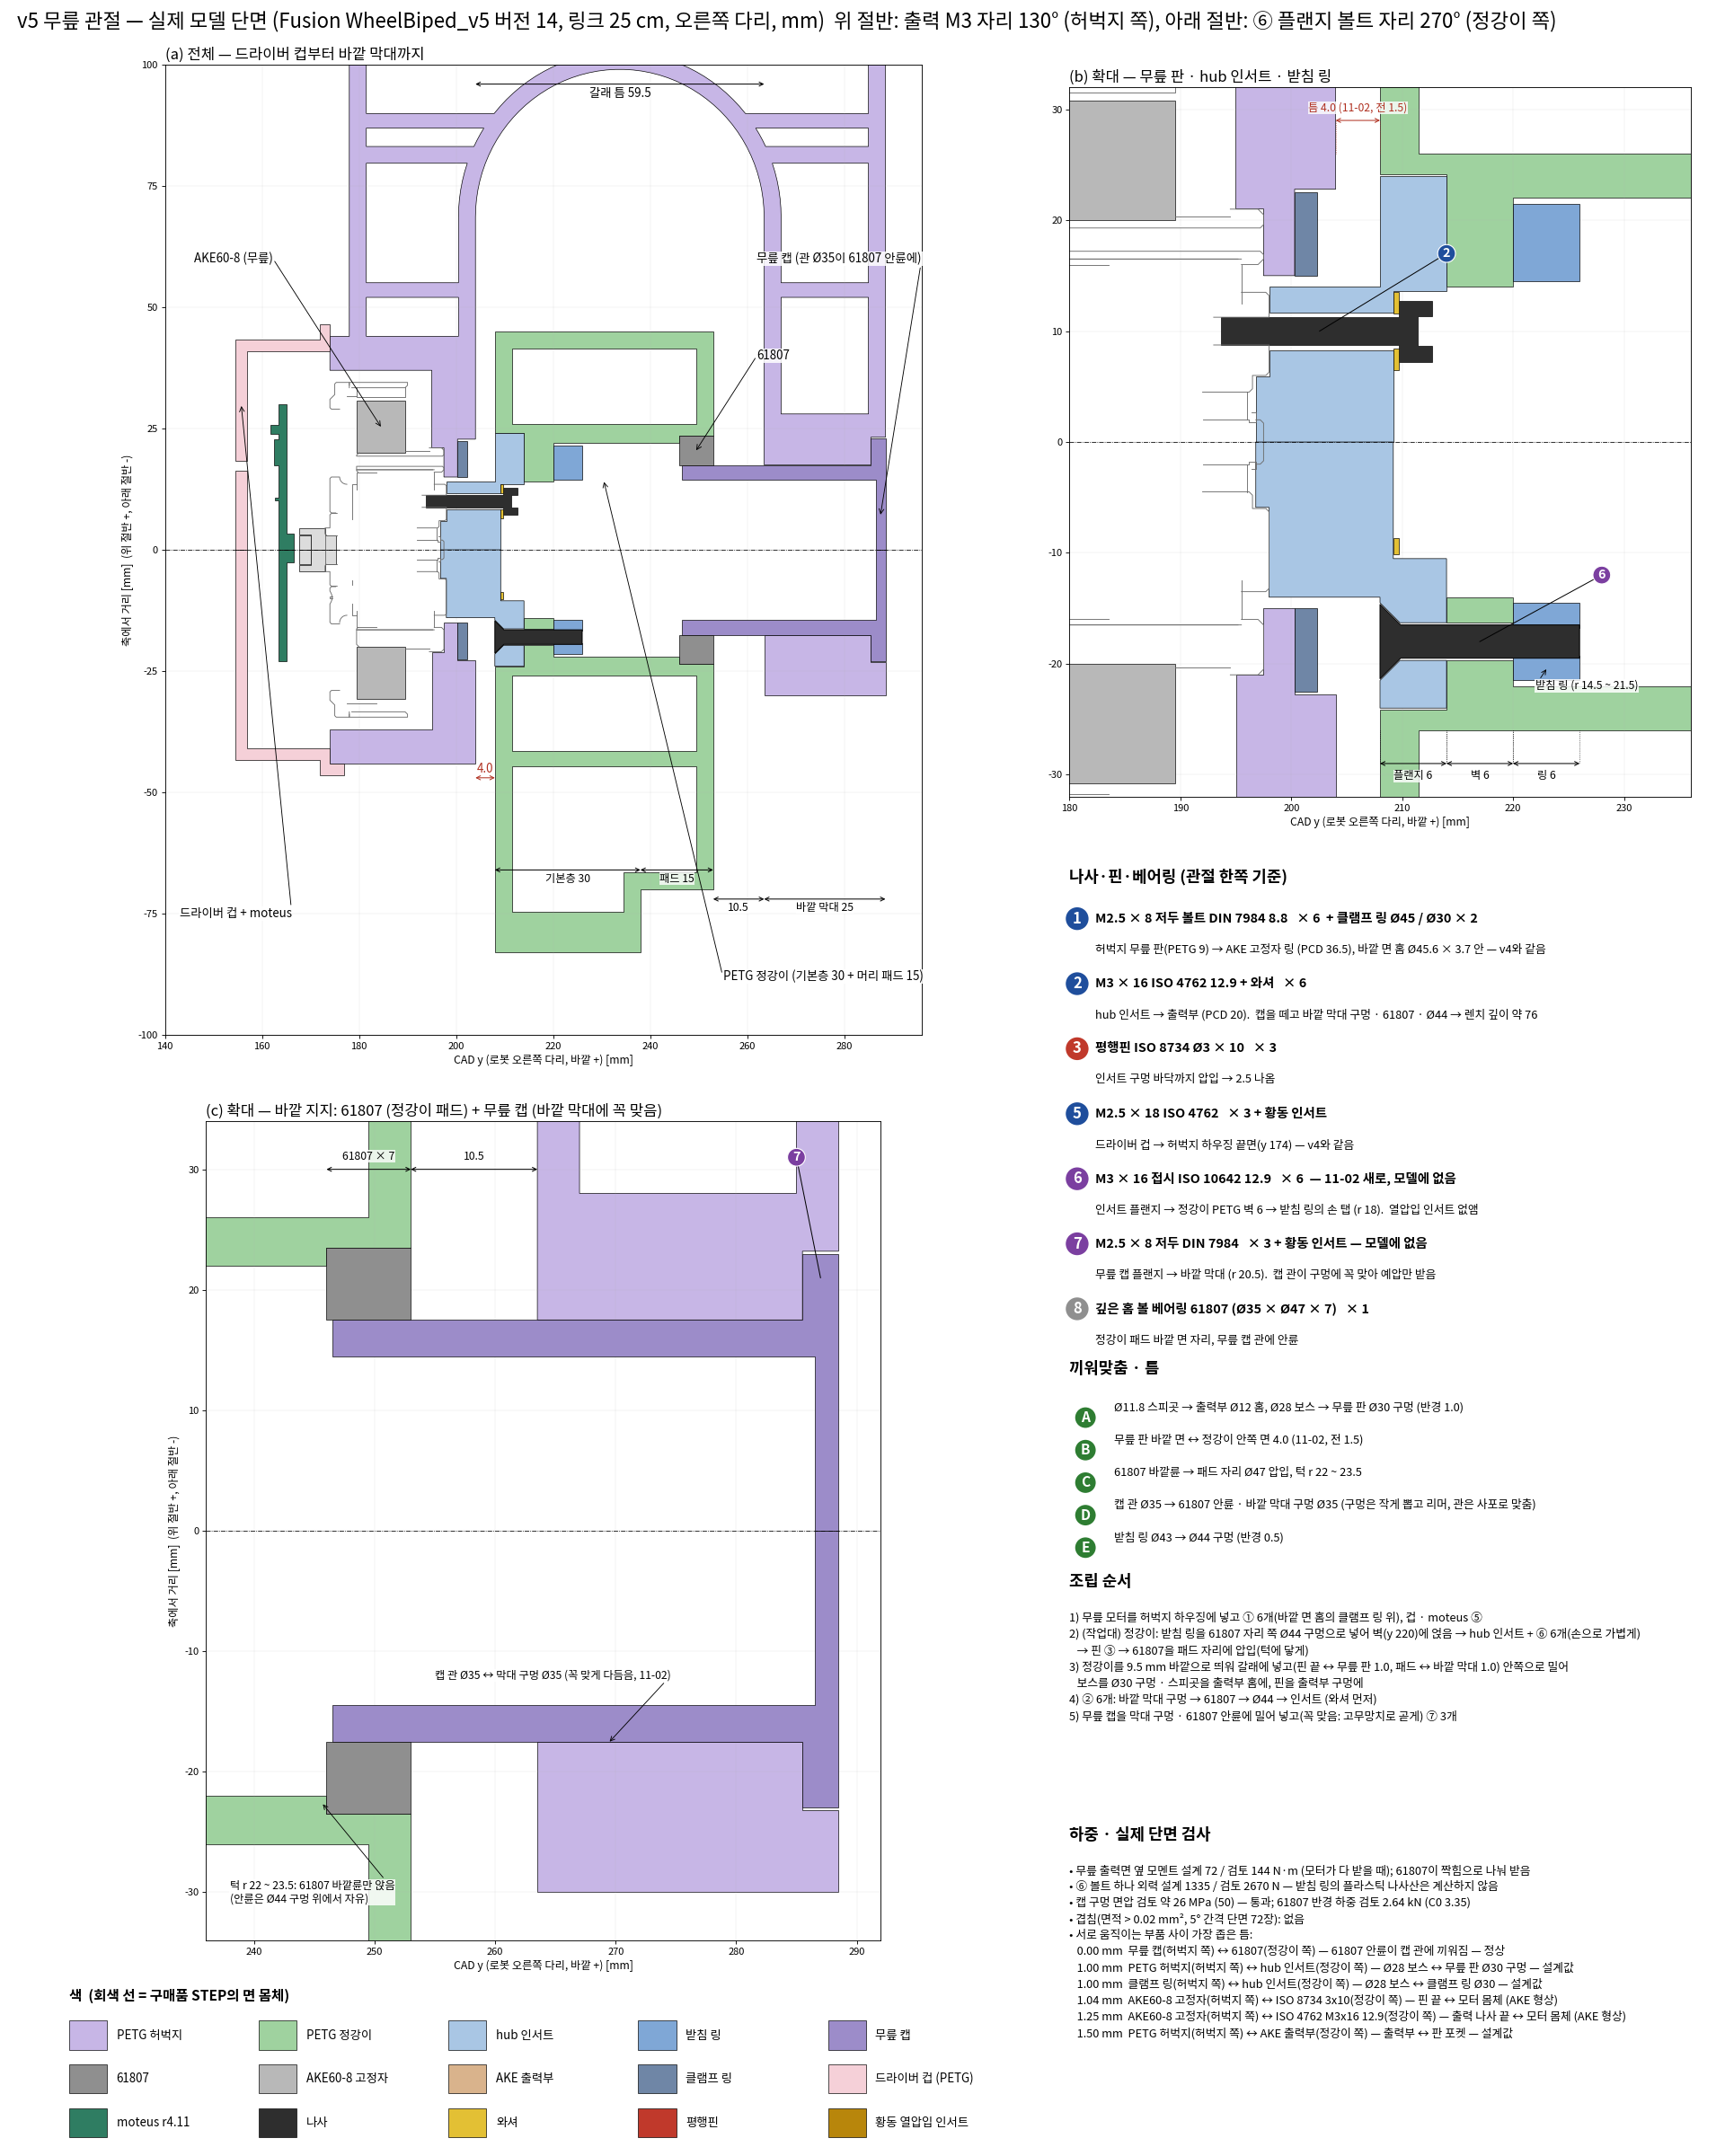 v5 무릎 관절 — 실제 모델 단면 (Fusion WheelBiped_v5 버전 14, 링크 25 cm, 오른쪽 다리, mm)  위 절반: 출력 M3 자리 130° (허벅지 쪽), 아래 절반: ⑥ 플랜지 볼트 자리 270° (정강이 쪽)
(a) 전체 — 드라이버 컵부터 바깥 막대까지
100
75
50
25
0
-25
-50
-75
-100
140
160
180
200
220
240
260
280
갈래 틈 59.5
AKE60-8 (무릎)
무릎 캡 (관 Ø35이 61807 안륜에)
61807
4.0
기본층 30
패드 15
10.5
바깥 막대 25
드라이버 컵 + moteus
PETG 정강이 (기본층 30 + 머리 패드 15)
축에서 거리 [mm]  (위 절반 +, 아래 절반 -)
CAD y (로봇 오른쪽 다리, 바깥 +) [mm]
(b) 확대 — 무릎 판 · hub 인서트 · 받침 링
30
20
10
0
-10
-20
-30
180
190
200
210
220
230
틈 4.0 (11-02, 전 1.5)
2
6
받침 링 (r 14.5 ~ 21.5)
플랜지 6
벽 6
링 6
CAD y (로봇 오른쪽 다리, 바깥 +) [mm]
나사·핀·베어링 (관절 한쪽 기준)
1 M2.5 × 8 저두 볼트 DIN 7984 8.8   × 6  + 클램프 링 Ø45 / Ø30 × 2
허벅지 무릎 판(PETG 9) → AKE 고정자 링 (PCD 36.5), 바깥 면 홈 Ø45.6 × 3.7 안 — v4와 같음
2 M3 × 16 ISO 4762 12.9 + 와셔   × 6
hub 인서트 → 출력부 (PCD 20).  캡을 떼고 바깥 막대 구멍 · 61807 · Ø44 → 렌치 깊이 약 76
3 평행핀 ISO 8734 Ø3 × 10   × 3
인서트 구멍 바닥까지 압입 → 2.5 나옴
5 M2.5 × 18 ISO 4762   × 3 + 황동 인서트
드라이버 컵 → 허벅지 하우징 끝면(y 174) — v4와 같음
6 M3 × 16 접시 ISO 10642 12.9   × 6  — 11-02 새로, 모델에 없음
인서트 플랜지 → 정강이 PETG 벽 6 → 받침 링의 손 탭 (r 18).  열압입 인서트 없앰
7 M2.5 × 8 저두 DIN 7984   × 3 + 황동 인서트 — 모델에 없음
무릎 캡 플랜지 → 바깥 막대 (r 20.5).  캡 관이 구멍에 꼭 맞아 예압만 받음
8 깊은 홈 볼 베어링 61807 (Ø35 × Ø47 × 7)   × 1
정강이 패드 바깥 면 자리, 무릎 캡 관에 안륜
끼워맞춤 · 틈
A Ø11.8 스피곳 → 출력부 Ø12 홈, Ø28 보스 → 무릎 판 Ø30 구멍 (반경 1.0)
B 무릎 판 바깥 면 ↔ 정강이 안쪽 면 4.0 (11-02, 전 1.5)
C 61807 바깥륜 → 패드 자리 Ø47 압입, 턱 r 22 ~ 23.5
D 캡 관 Ø35 → 61807 안륜 · 바깥 막대 구멍 Ø35 (구멍은 작게 뽑고 리머, 관은 사포로 맞춤)
E 받침 링 Ø43 → Ø44 구멍 (반경 0.5)
조립 순서
1) 무릎 모터를 허벅지 하우징에 넣고 ① 6개(바깥 면 홈의 클램프 링 위), 컵 · moteus ⑤
2) (작업대) 정강이: 받침 링을 61807 자리 쪽 Ø44 구멍으로 넣어 벽(y 220)에 얹음 → hub 인서트 + ⑥ 6개(손으로 가볍게)
→ 핀 ③ → 61807을 패드 자리에 압입(턱에 닿게)
3) 정강이를 9.5 mm 바깥으로 띄워 갈래에 넣고(핀 끝 ↔ 무릎 판 1.0, 패드 ↔ 바깥 막대 1.0) 안쪽으로 밀어
보스를 Ø30 구멍 · 스피곳을 출력부 홈에, 핀을 출력부 구멍에
4) ② 6개: 바깥 막대 구멍 → 61807 → Ø44 → 인서트 (와셔 먼저)
5) 무릎 캡을 막대 구멍 · 61807 안륜에 밀어 넣고(꼭 맞음: 고무망치로 곧게) ⑦ 3개
하중 · 실제 단면 검사
• 무릎 출력면 옆 모멘트 설계 72 / 검토 144 N·m (모터가 다 받을 때); 61807이 짝힘으로 나눠 받음
• ⑥ 볼트 하나 외력 설계 1335 / 검토 2670 N — 받침 링의 플라스틱 나사산은 계산하지 않음
• 캡 구멍 면압 검토 약 26 MPa (50) — 통과; 61807 반경 하중 검토 2.64 kN (C0 3.35)
• 겹침(면적 > 0.02 mm², 5° 간격 단면 72장): 없음
• 서로 움직이는 부품 사이 가장 좁은 틈:
0.00 mm  무릎 캡(허벅지 쪽) ↔ 61807(정강이 쪽) — 61807 안륜이 캡 관에 끼워짐 — 정상
1.00 mm  PETG 허벅지(허벅지 쪽) ↔ hub 인서트(정강이 쪽) — Ø28 보스 ↔ 무릎 판 Ø30 구멍 — 설계값
1.00 mm  클램프 링(허벅지 쪽) ↔ hub 인서트(정강이 쪽) — Ø28 보스 ↔ 클램프 링 Ø30 — 설계값
1.04 mm  AKE60-8 고정자(허벅지 쪽) ↔ ISO 8734 3x10(정강이 쪽) — 핀 끝 ↔ 모터 몸체 (AKE 형상)
1.25 mm  AKE60-8 고정자(허벅지 쪽) ↔ ISO 4762 M3x16 12.9(정강이 쪽) — 출력 나사 끝 ↔ 모터 몸체 (AKE 형상)
1.50 mm  PETG 허벅지(허벅지 쪽) ↔ AKE 출력부(정강이 쪽) — 출력부 ↔ 판 포켓 — 설계값
(c) 확대 — 바깥 지지: 61807 (정강이 패드) + 무릎 캡 (바깥 막대에 꼭 맞음)
30
20
10
0
-10
-20
-30
240
250
260
270
280
290
61807 × 7
10.5
7
캡 관 Ø35 ↔ 막대 구멍 Ø35 (꼭 맞게 다듬음, 11-02)
턱 r 22 ~ 23.5: 61807 바깥륜만 앉음
(안륜은 Ø44 구멍 위에서 자유)
축에서 거리 [mm]  (위 절반 +, 아래 절반 -)
CAD y (로봇 오른쪽 다리, 바깥 +) [mm]
색  (회색 선 = 구매품 STEP의 면 몸체)
PETG 허벅지
PETG 정강이
hub 인서트
받침 링
무릎 캡
61807
AKE60-8 고정자
AKE 출력부
클램프 링
드라이버 컵 (PETG)
moteus r4.11
나사
와셔
평행핀
황동 열압입 인서트